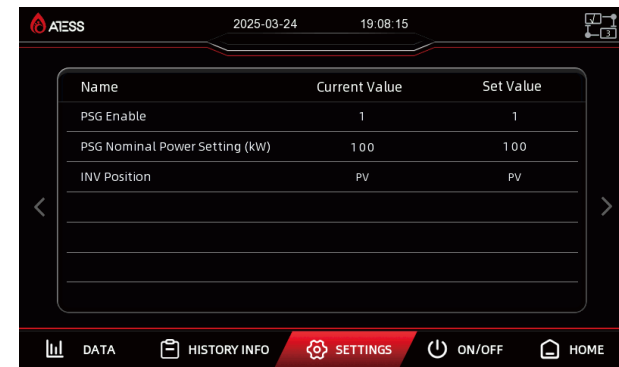 ATESS 2025-03-24 19:08:15
3
Name Current Value Set Value
PSG Enable 1 1
PSG Nominal Power Setting (kW) 100 100
INV Position PV PV
DATA HISTORY INFO SETTINGS ON/OFF HOME